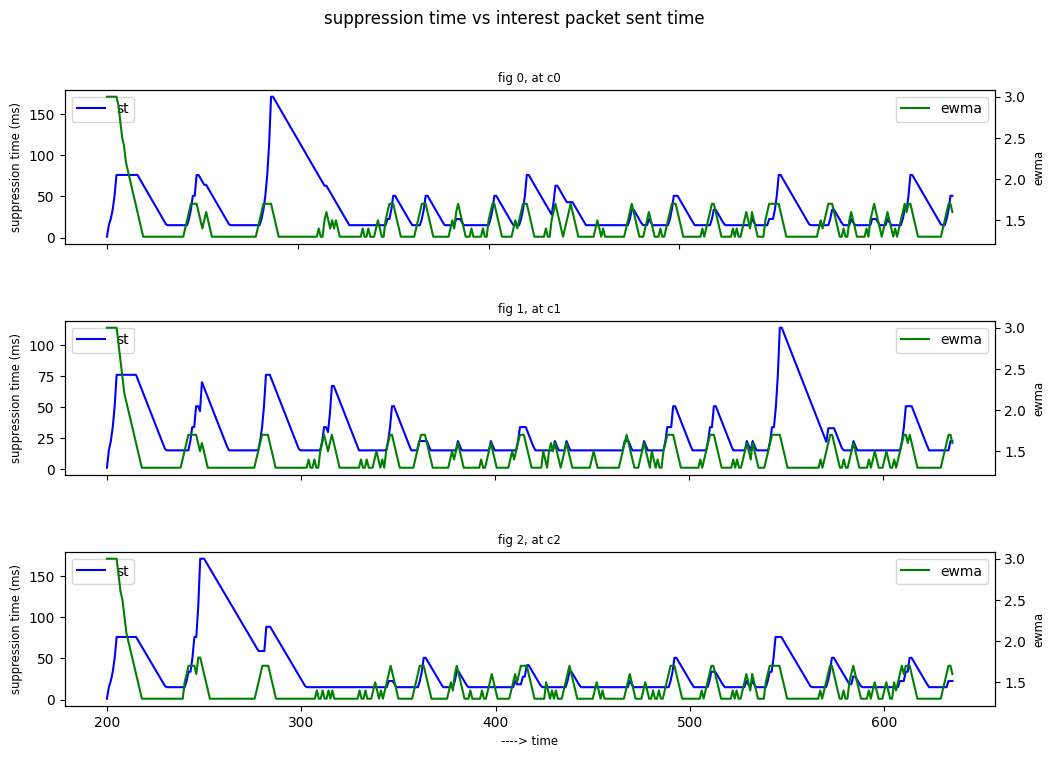 suppression time vs interest packet sent time
fig 0, at c0
suppression time (ms)
150
100
50
0
st
ewma
3.0
2.5
2.0
1.5
ewma
fig 1, at c1
suppression time (ms)
100
75
50
25
0
st
ewma
3.0
2.5
2.0
1.5
ewma
fig 2, at c2
suppression time (ms)
150
100
50
0
st
ewma
3.0
2.5
2.0
1.5
ewma
200 300 400 500 600
----> time